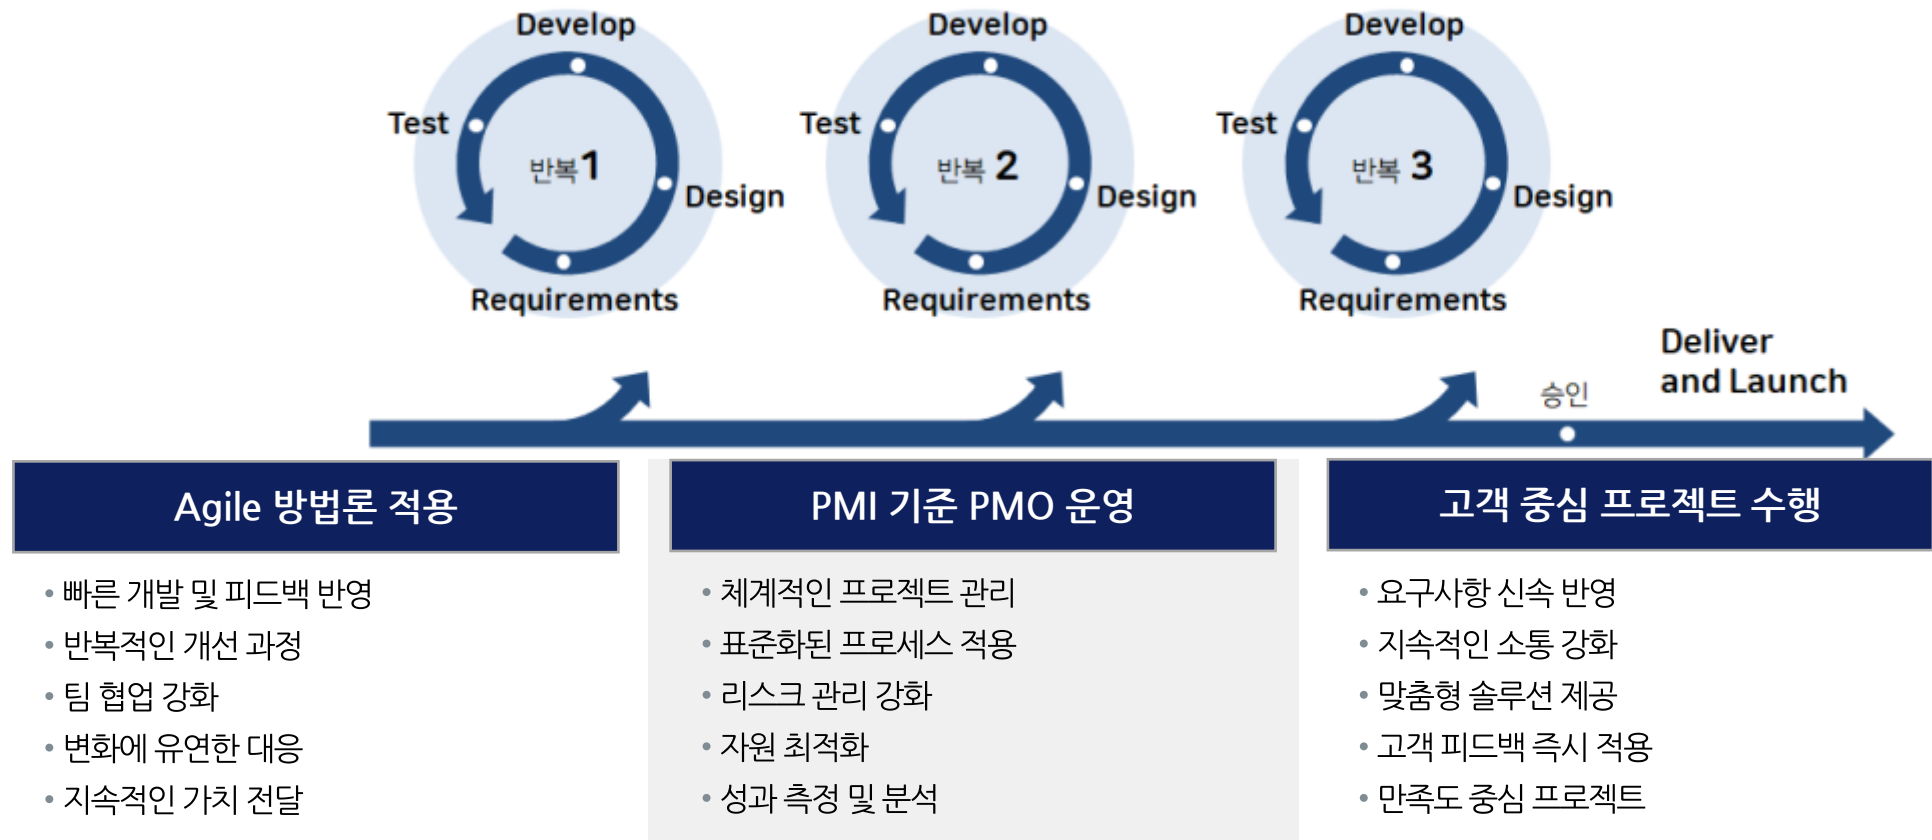 Develop
Test
반복1
Design
Requirements
Develop
Test
반복 2
Design
Requirements
Develop
Test
반복 3
Design
Requirements
승인
Deliver
and Launch
Agile 방법론 적용
• 빠른 개발 및 피드백 반영
• 반복적인 개선 과정
• 팀 협업 강화
• 변화에 유연한 대응
• 지속적인 가치 전달
PMI 기준 PMO 운영
• 체계적인 프로젝트 관리
• 표준화된 프로세스 적용
• 리스크 관리 강화
• 자원 최적화
• 성과 측정 및 분석
고객 중심 프로젝트 수행
• 요구사항 신속 반영
• 지속적인 소통 강화
• 맞춤형 솔루션 제공
• 고객 피드백 즉시 적용
• 만족도 중심 프로젝트